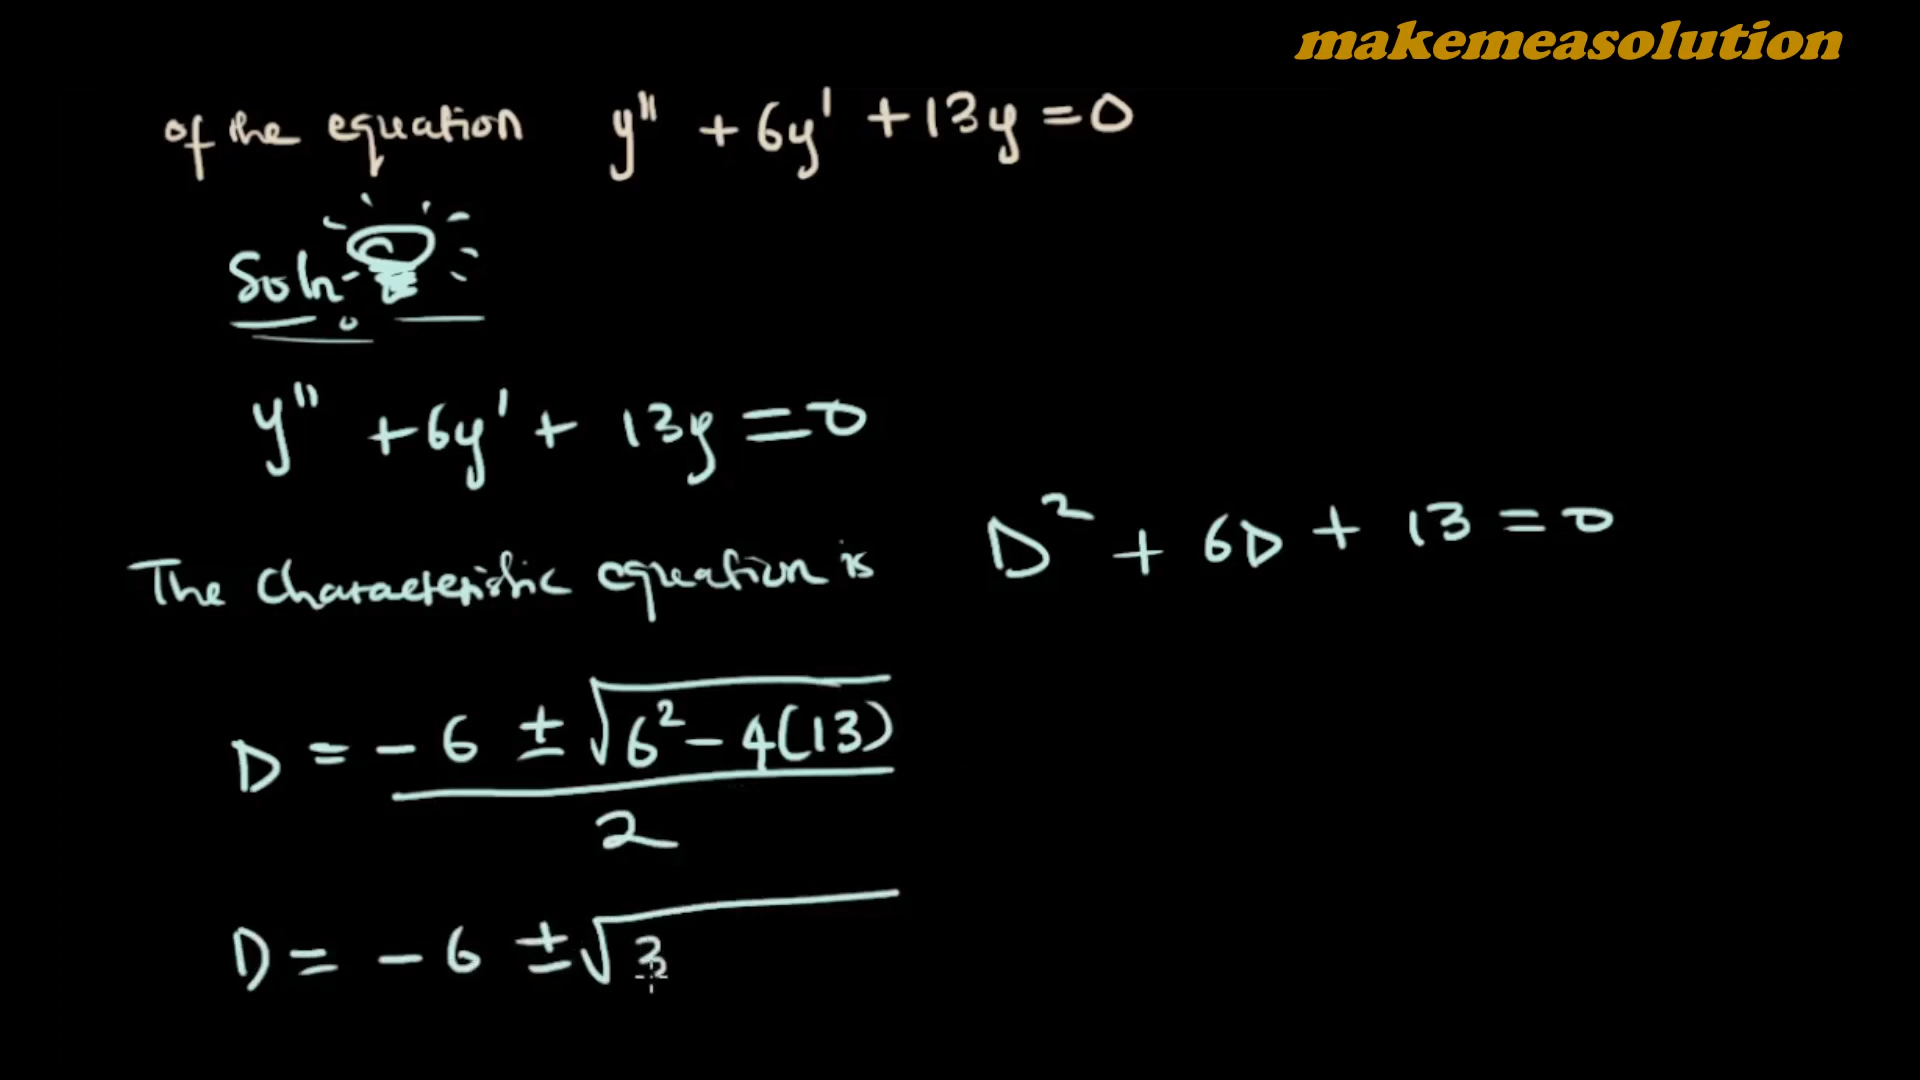 makemeasolution
of the equation y'' + 6y' + 13y = 0
Soln
y'' + 6y' + 13y = 0
The characteristic equation is D² + 6D + 13 = 0
D = - 6 ± √(6² - 4(13)) / 2
D = - 6 ± √3